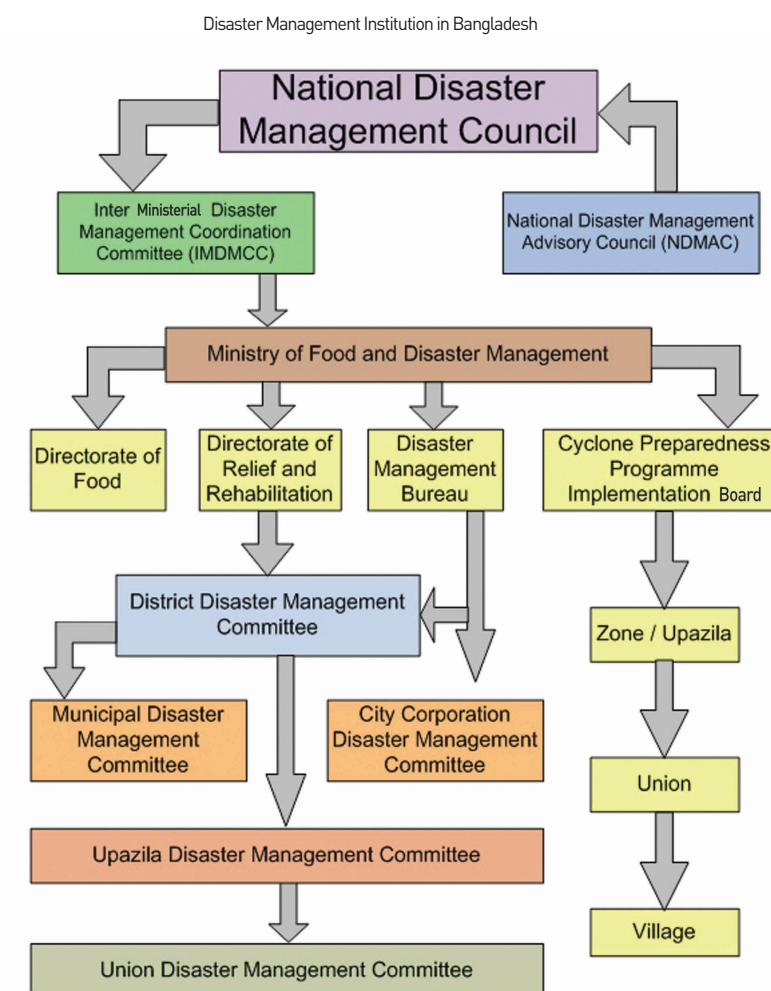 Disaster Management Institution in Bangladesh
National Disaster
Management Council
Inter Ministerial Disaster
Management Coordination
Committee (IMDMCC)
National Disaster Management
Advisory Council (NDMAC)
Ministry of Food and Disaster Management
Directorate of
Food
Directorate of
Relief and
Rehabilitation
Disaster
Management
Bureau
Cyclone Preparedness
Programme
Implementation Board
District Disaster Management
Committee
Zone / Upazila
Municipal Disaster
Management
Committee
City Corporation
Disaster Management
Committee
Union
Upazila Disaster Management Committee
Village
Union Disaster Management Committee